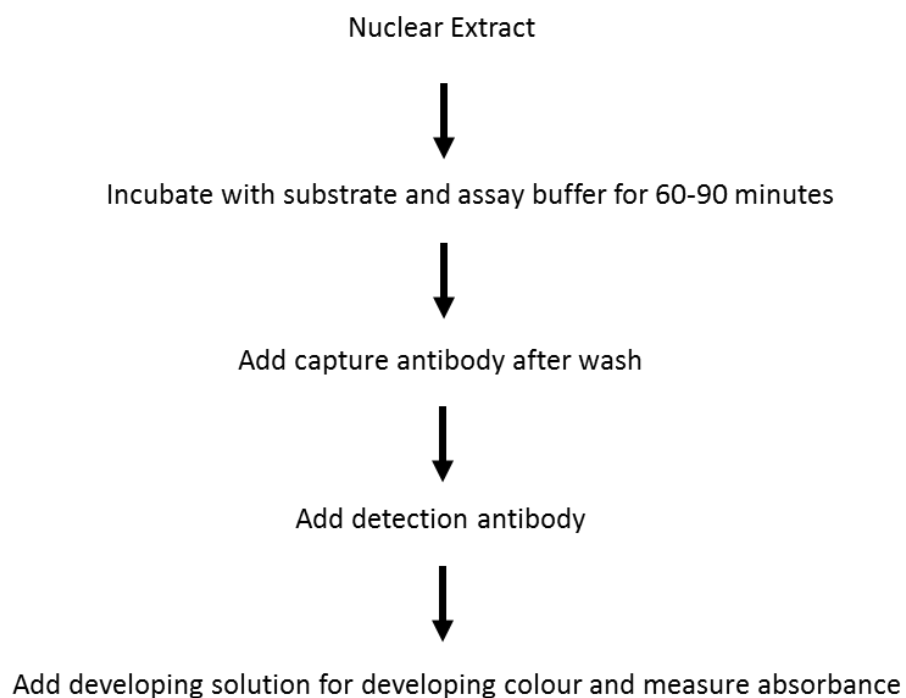 Nuclear Extract
Incubate with substrate and assay buffer for 60-90 minutes
Add capture antibody after wash
Add detection antibody
Add developing solution for developing colour and measure absorbance